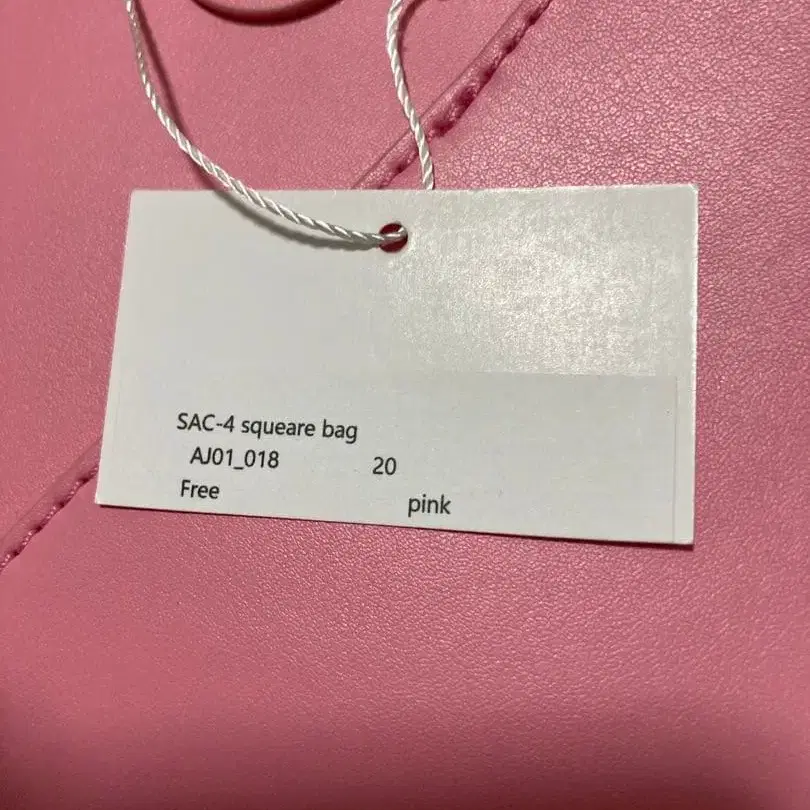 SAC-4 squeare bag
AJ01_018 20
Free pink